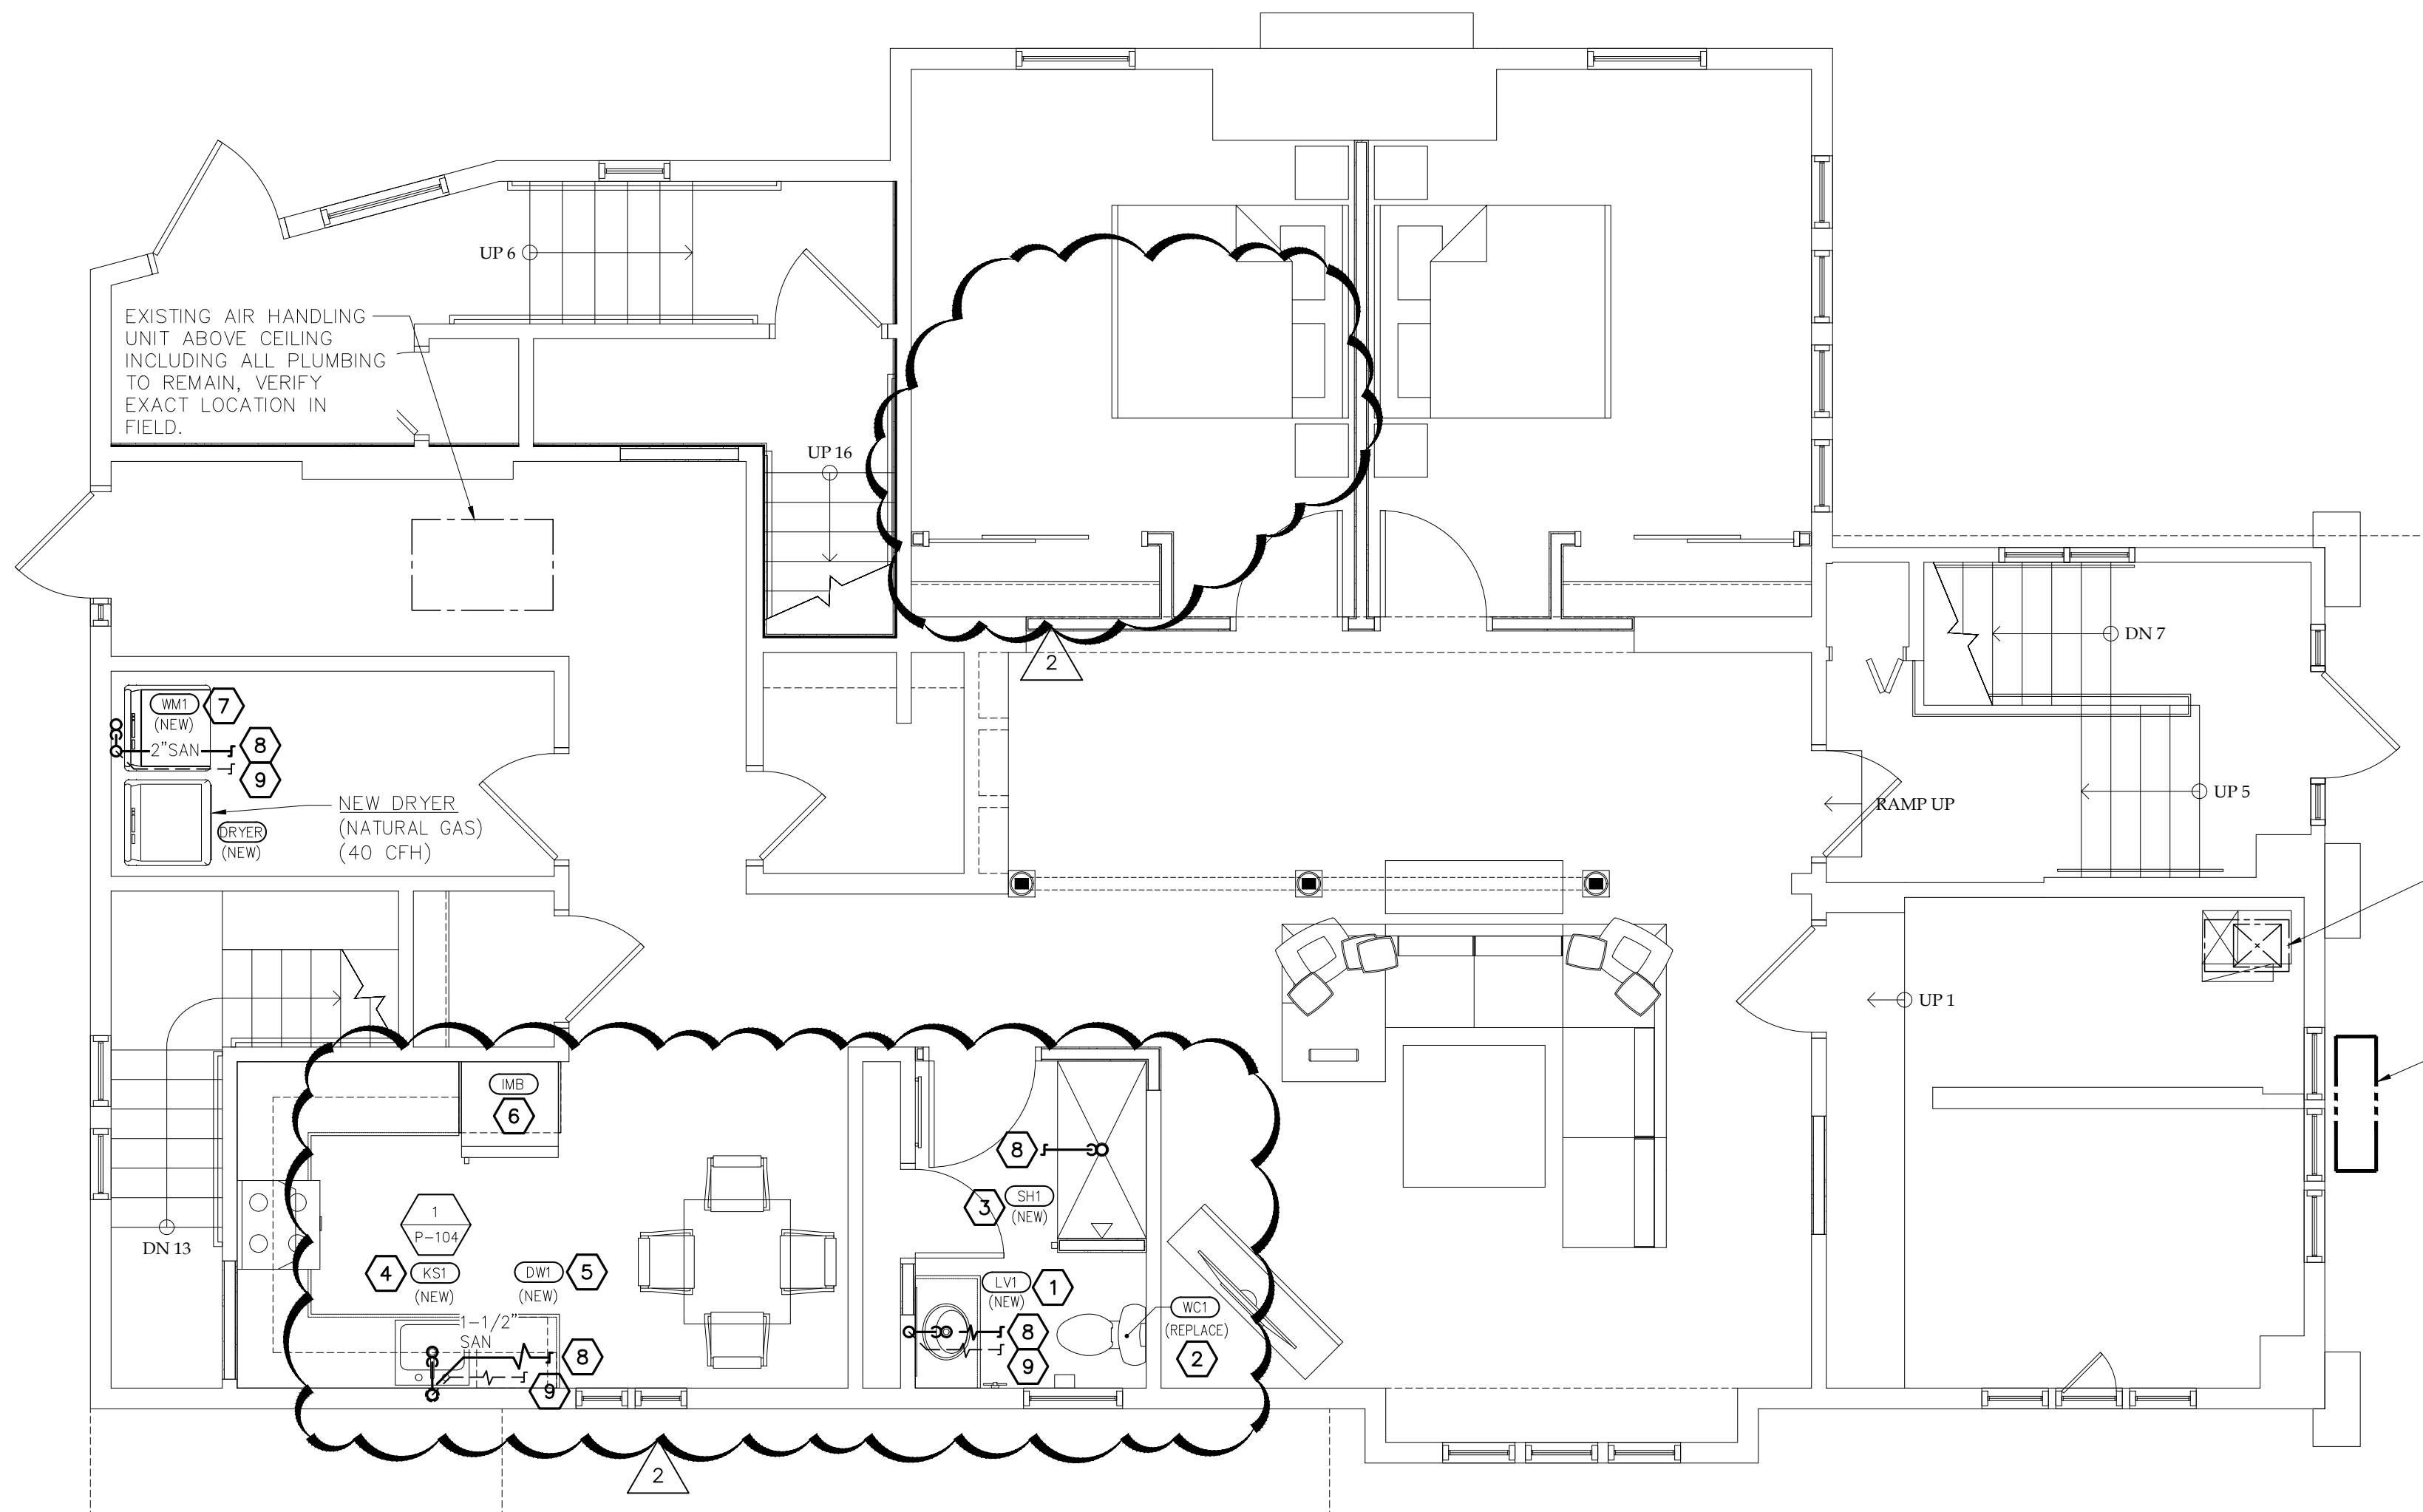 UP 6
EXISTING AIR HANDLING
UNIT ABOVE CEILING
INCLUDING ALL PLUMBING
TO REMAIN, VERIFY
EXACT LOCATION IN
FIELD.
UP 16
2
DN 7
WM1
(NEW)
7
2"SAN
8
9
NEW DRYER
(NATURAL GAS)
(40 CFH)
DRYER
(NEW)
UP 5
RAMP UP
UP 1
IMB
6
8
3
SH1
(NEW)
1
P-104
DN 13
4
KS1
(NEW)
DW1
(NEW)
5
LV1
(NEW)
1
WC1
(REPLACE)
2
1-1/2"
SAN
8
9
8
9
2